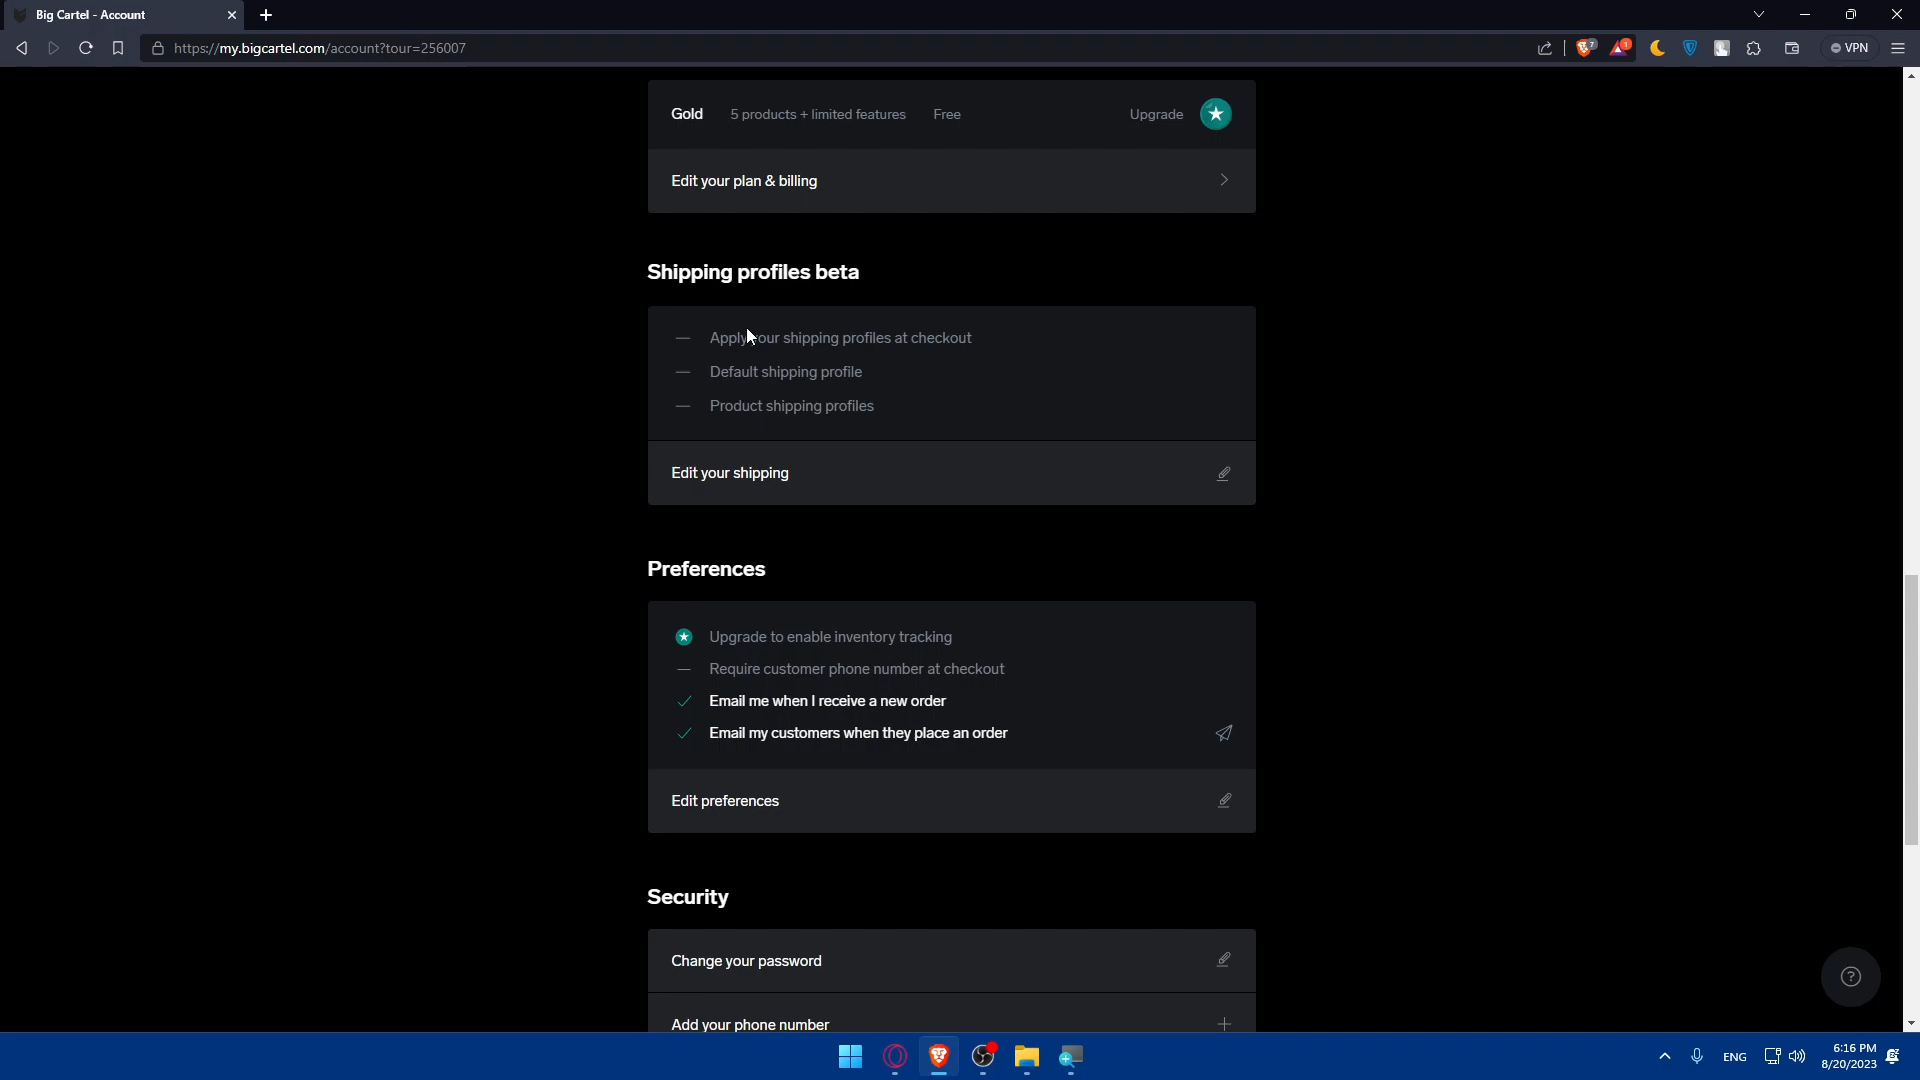 Big Cartel - Account
https://my.bigcartel.com/account?tour=256007
7
1
VPN
Gold 5 products + limited features Free Upgrade
Edit your plan & billing
Shipping profiles beta
Apply your shipping profiles at checkout
Default shipping profile
Product shipping profiles
Edit your shipping
Preferences
Upgrade to enable inventory tracking
Require customer phone number at checkout
Email me when I receive a new order
Email my customers when they place an order
Edit preferences
Security
Change your password
Add your phone number
ENG
6:16 PM
8/20/2023